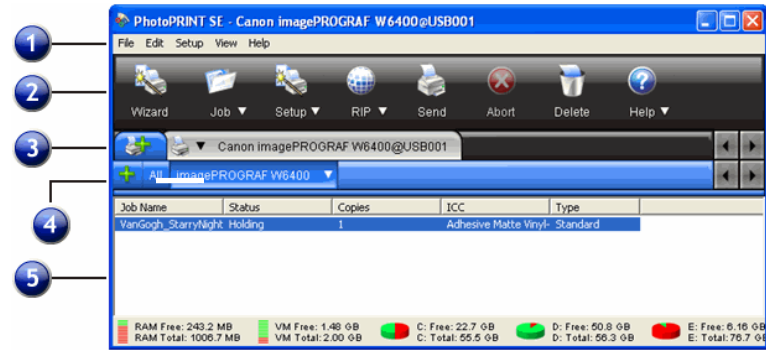 PhotoPRINT SE - Canon imagePROGRAF W6400@USB001
1
File Edit Setup View Help
2
Wizard Job Setup RIP Send Abort Delete Help
3
Canon imagePROGRAF W6400@USB001
4
All imagePROGRAF W6400
Job Name Status Copies ICC Type
VanGogh_StarryNight Holding 1 Adhesive Matte Vinyl- Standard
5
RAM Free: 243.2 MB VM Free: 1.48 GB C: Free: 22.7 GB D: Free: 50.8 GB E: Free: 6.16 GB
RAM Total: 1006.7 MB VM Total: 2.00 GB C: Total: 55.5 GB D: Total: 56.3 GB E: Total: 76.7 GB